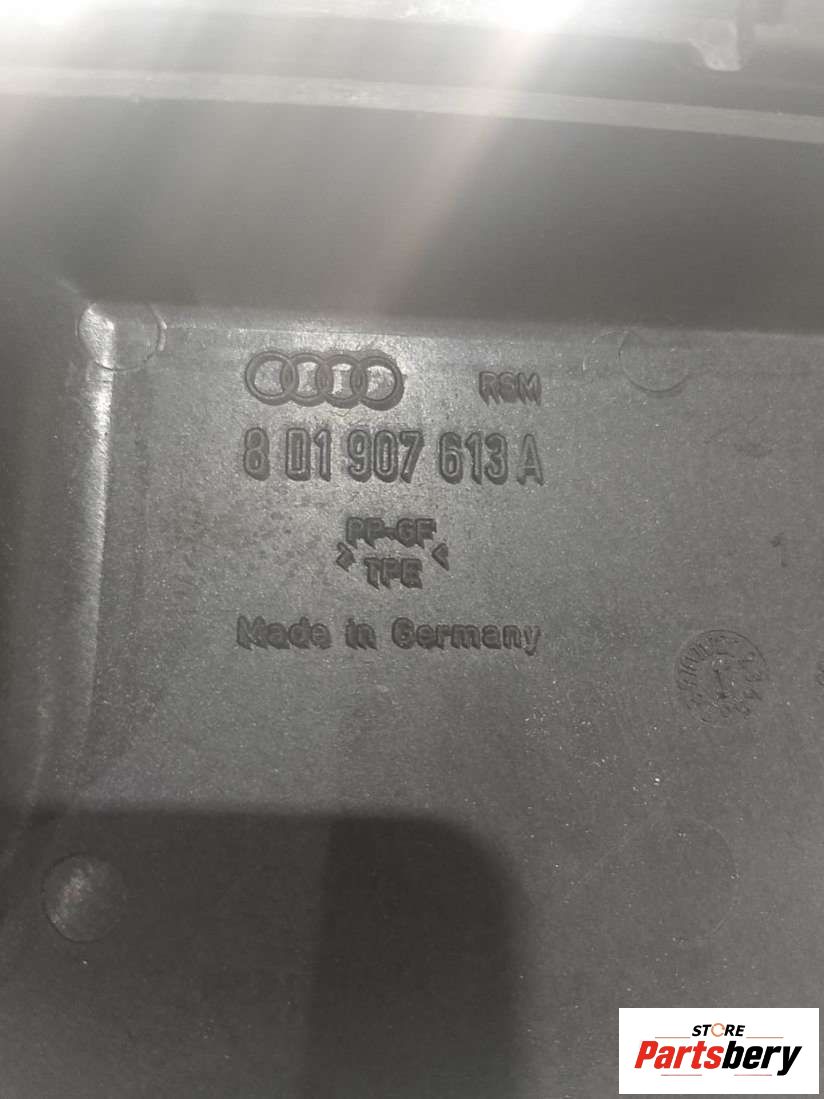 RSM
8 D1 907 613 A
PP-GF
> TPE <
Made in Germany
STORE
Partsbery